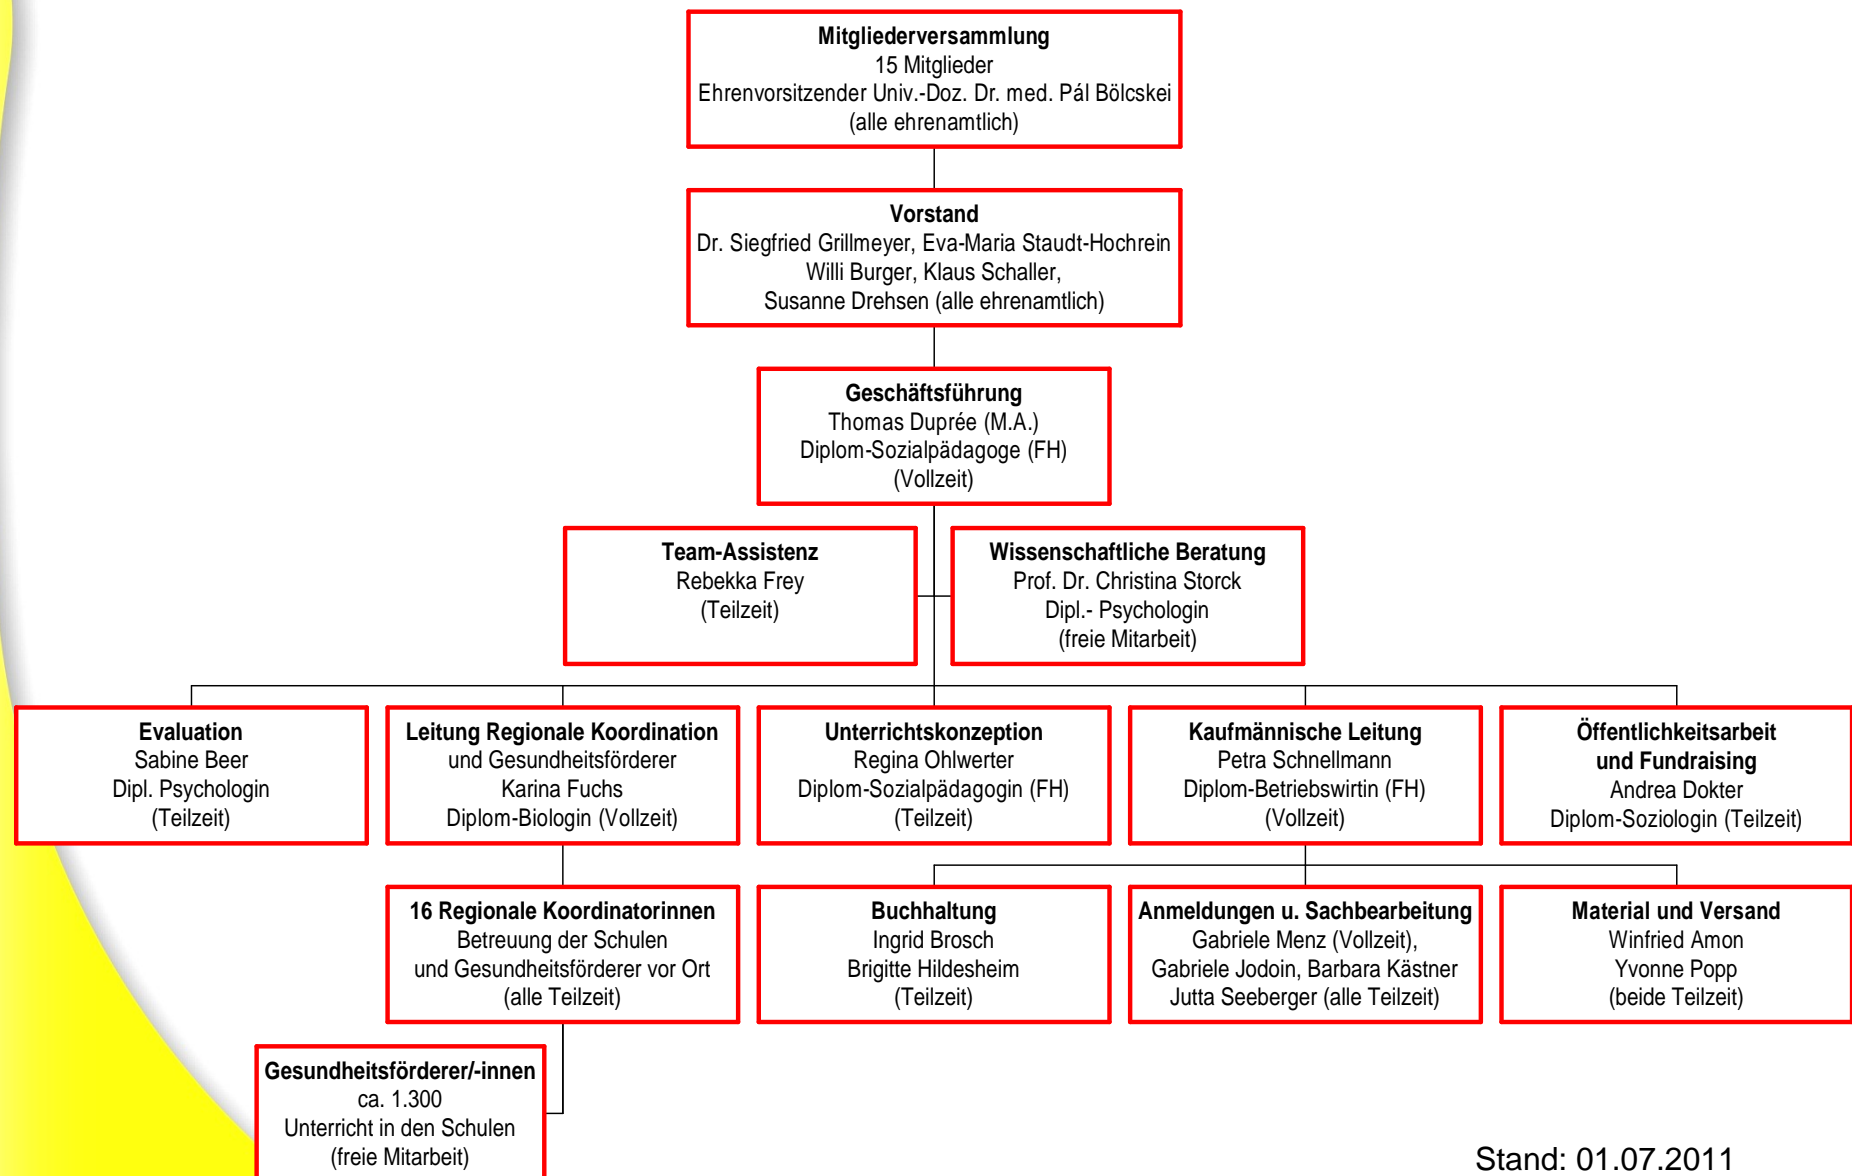 Mitgliederversammlung
15 Mitglieder
Ehrenvorsitzender Univ.-Doz. Dr. med. Pál Bölcskei
(alle ehrenamtlich)
Vorstand
Dr. Siegfried Grillmeyer, Eva-Maria Staudt-Hochrein
Willi Burger, Klaus Schaller,
Susanne Drehsen (alle ehrenamtlich)
Geschäftsführung
Thomas Duprée (M.A.)
Diplom-Sozialpädagoge (FH)
(Vollzeit)
Team-Assistenz
Rebekka Frey
(Teilzeit)
Wissenschaftliche Beratung
Prof. Dr. Christina Storck
Dipl.- Psychologin
(freie Mitarbeit)
Evaluation
Sabine Beer
Dipl. Psychologin
(Teilzeit)
Leitung Regionale Koordination
und Gesundheitsförderer
Karina Fuchs
Diplom-Biologin (Vollzeit)
Unterrichtskonzeption
Regina Ohlwerter
Diplom-Sozialpädagogin (FH)
(Teilzeit)
Kaufmännische Leitung
Petra Schnellmann
Diplom-Betriebswirtin (FH)
(Vollzeit)
Öffentlichkeitsarbeit
und Fundraising
Andrea Dokter
Diplom-Soziologin (Teilzeit)
16 Regionale Koordinatorinnen
Betreuung der Schulen
und Gesundheitsförderer vor Ort
(alle Teilzeit)
Buchhaltung
Ingrid Brosch
Brigitte Hildesheim
(Teilzeit)
Anmeldungen u. Sachbearbeitung
Gabriele Menz (Vollzeit),
Gabriele Jodoin, Barbara Kästner
Jutta Seeberger (alle Teilzeit)
Material und Versand
Winfried Amon
Yvonne Popp
(beide Teilzeit)
Gesundheitsförderer/-innen
ca. 1.300
Unterricht in den Schulen
(freie Mitarbeit)
Stand: 01.07.2011